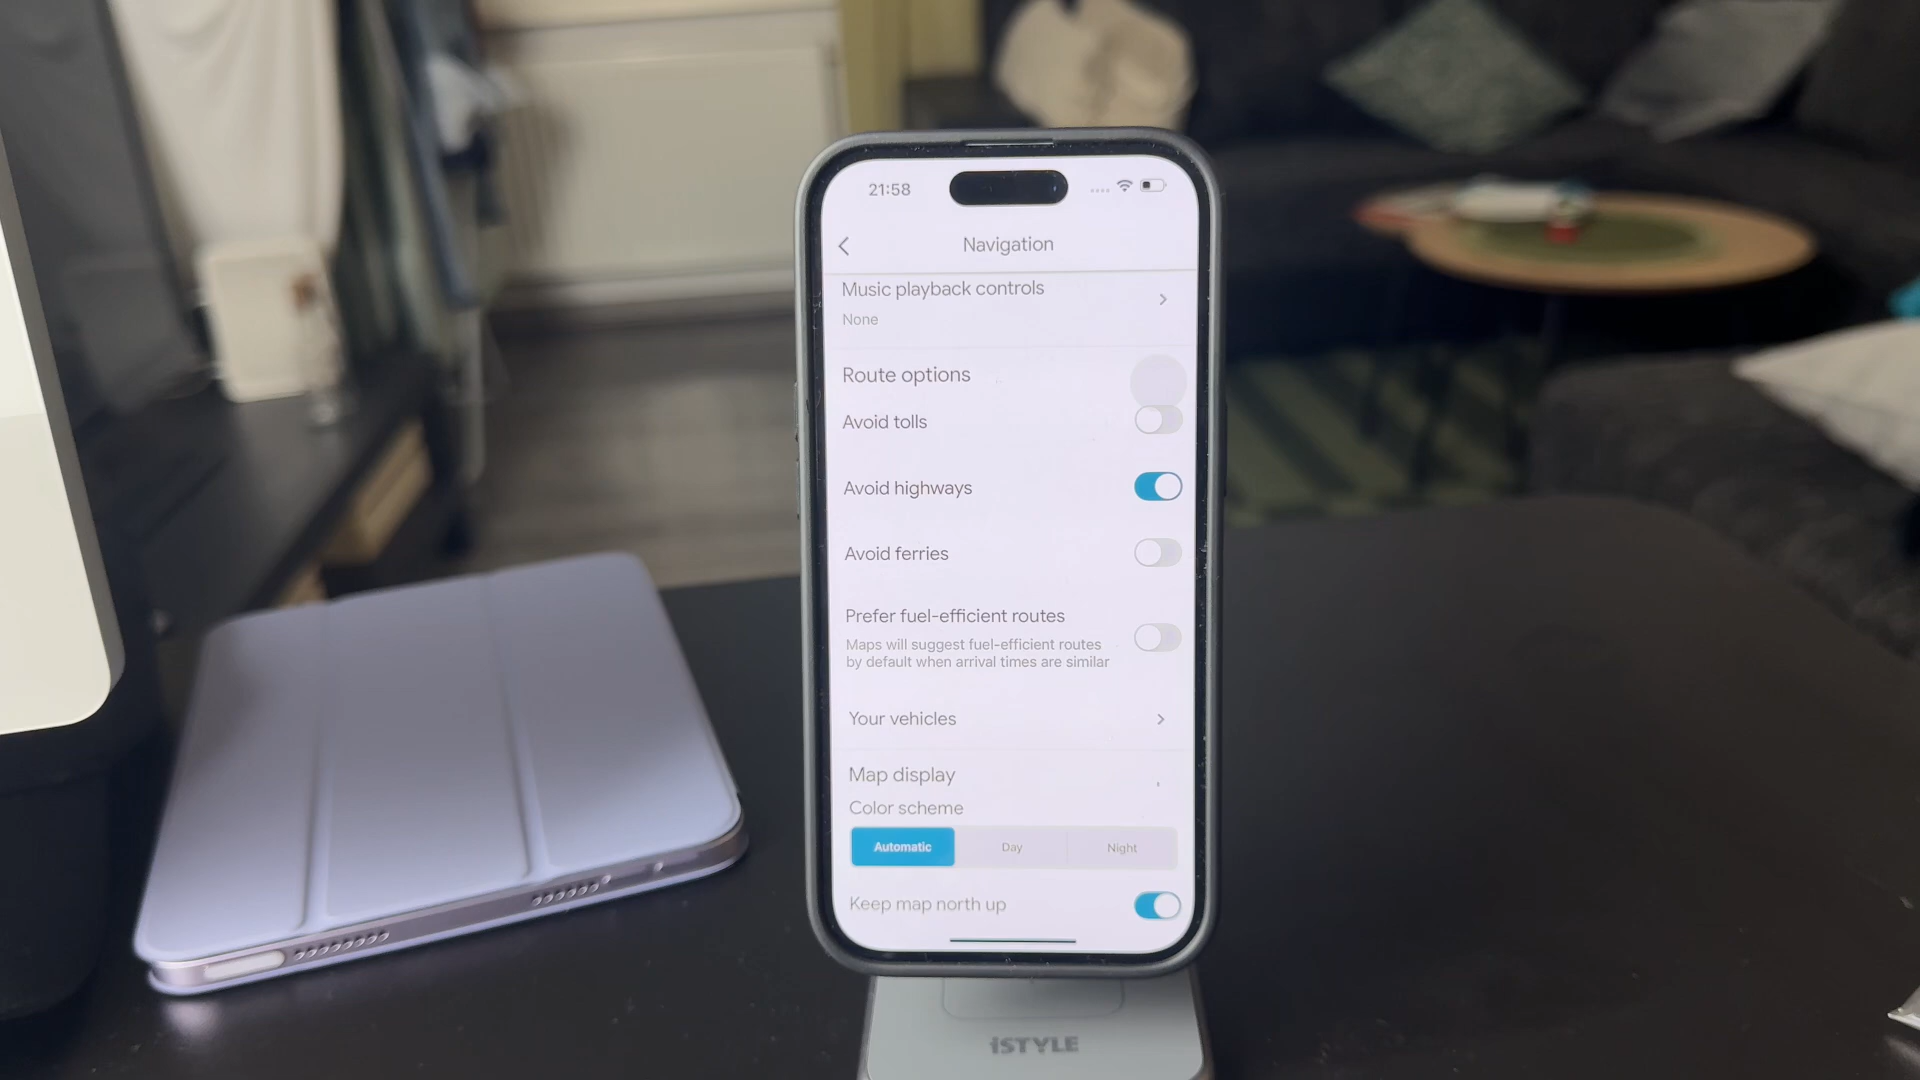 21:58
Navigation
Music playback controls
None
Route options
Avoid tolls
Avoid highways
Avoid ferries
Prefer fuel-efficient routes
Maps will suggest fuel-efficient routes
by default when arrival times are similar
Your vehicles
Map display
Color scheme
Automatic Day Night
Keep map north up
iSTYLE